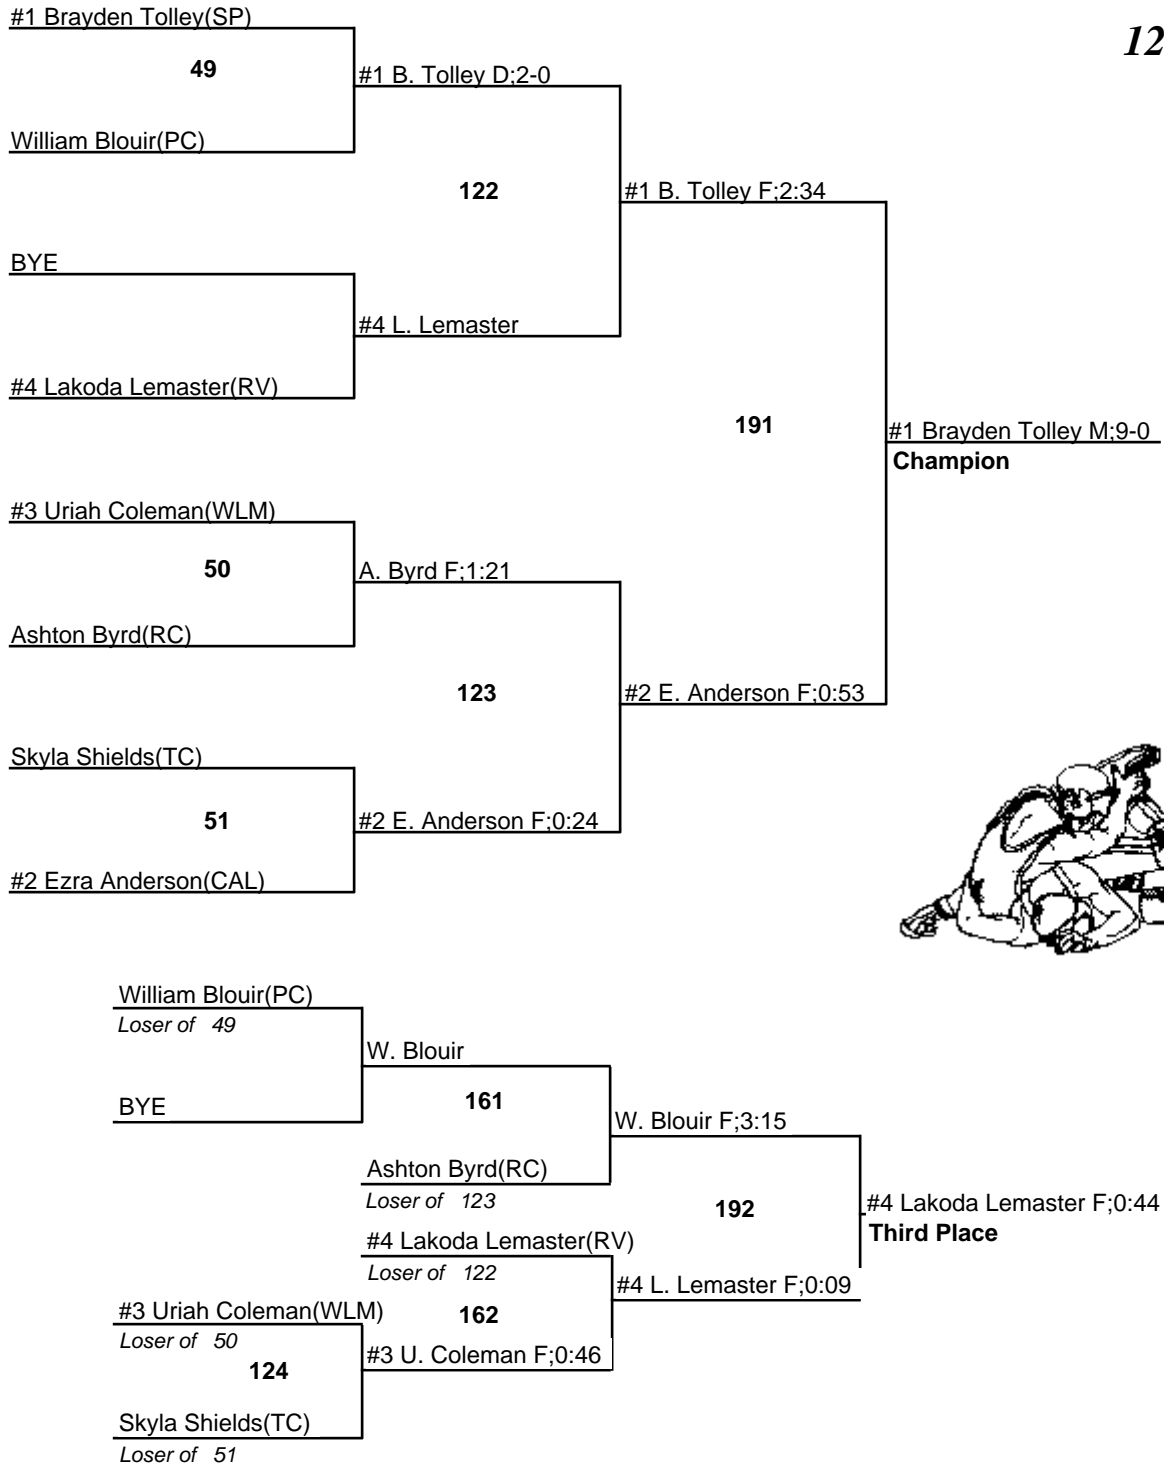 #1 Brayden Tolley(SP)
12
49
#1 B. Tolley D;2-0
William Blouir(PC)
122
#1 B. Tolley F;2:34
BYE
#4 L. Lemaster
#4 Lakoda Lemaster(RV)
191
#1 Brayden Tolley M;9-0
Champion
#3 Uriah Coleman(WLM)
50
A. Byrd F;1:21
Ashton Byrd(RC)
123
#2 E. Anderson F;0:53
Skyla Shields(TC)
51
#2 E. Anderson F;0:24
#2 Ezra Anderson(CAL)
William Blouir(PC)
Loser of 49
W. Blouir
BYE
161
W. Blouir F;3:15
Ashton Byrd(RC)
Loser of 123
192
#4 Lakoda Lemaster F;0:44
Third Place
#4 Lakoda Lemaster(RV)
Loser of 122
#4 L. Lemaster F;0:09
#3 Uriah Coleman(WLM)
162
Loser of 50
#3 U. Coleman F;0:46
124
Skyla Shields(TC)
Loser of 51